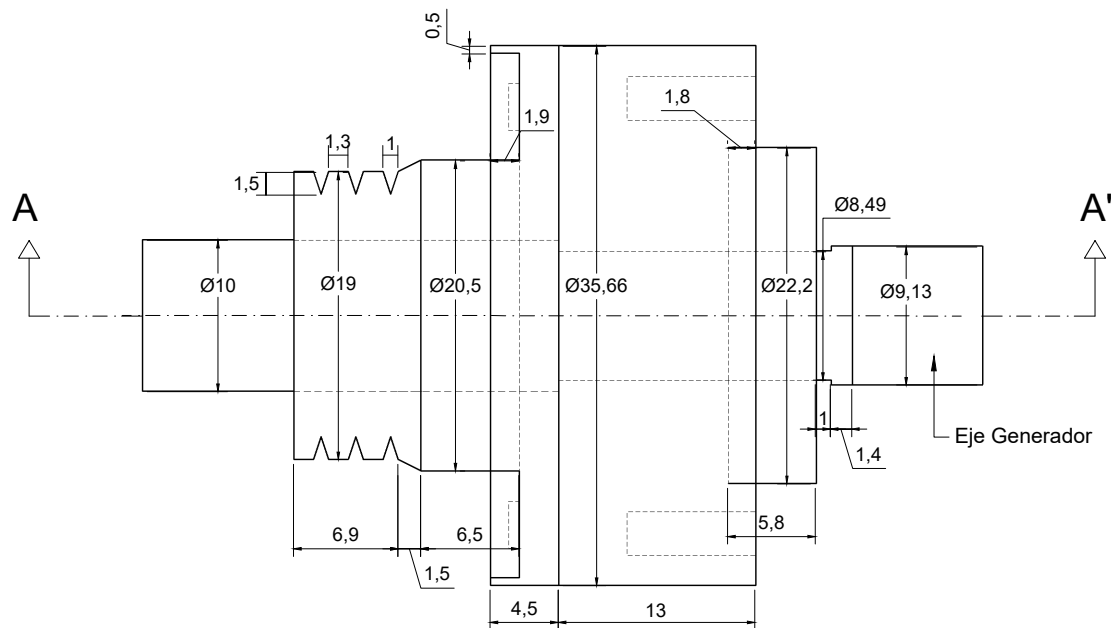 0,5
1,8
1,9
1,3
1
1,5
A
A'
Ø8,49
Ø10
Ø19
Ø20,5
Ø35,66
Ø22,2
Ø9,13
1
Eje Generador
1,4
6,9
6,5
5,8
1,5
4,5
13